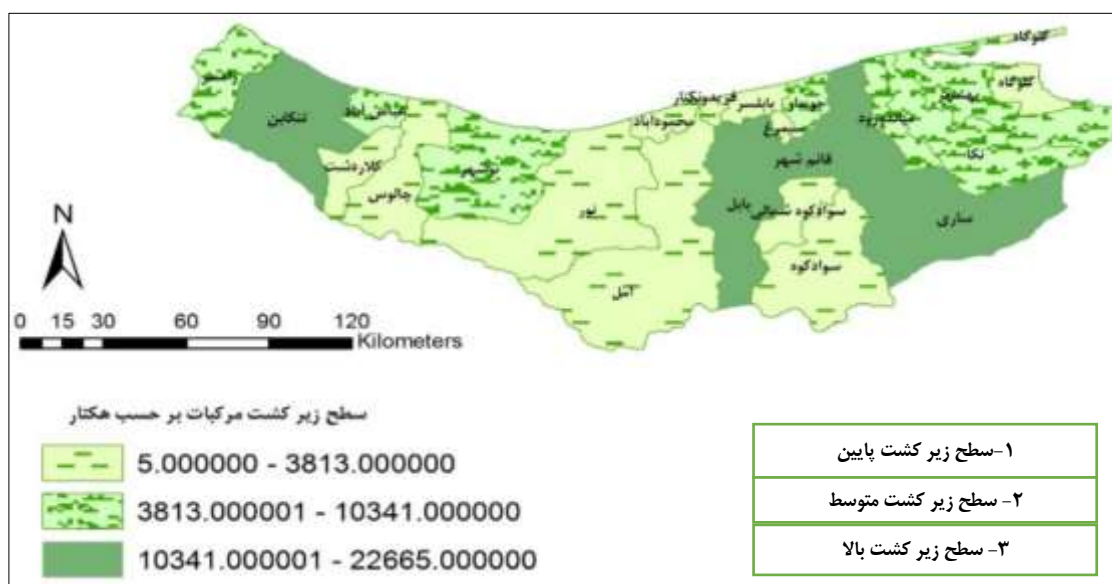 گلوگاه
رامسر
گلوگاه
بهشهر
تنکابن
عباس آباد
فریدونکنار
بابلسر
جویبار
میاندورود
محمودآباد
سیمرغ
نکا
کلاردشت
نوشهر
قائم شهر
چالوس
نور
بابل
سوادکوه شمالی
ساری
سوادکوه
آمل
N
0 15 30 60 90 120
Kilometers
سطح زیر کشت مرکبات بر حسب هکتار
5.000000 - 3813.000000
3813.000001 - 10341.000000
10341.000001 - 22665.000000
۱-سطح زیر کشت پایین
۲- سطح زیر کشت متوسط
۳- سطح زیر کشت بالا